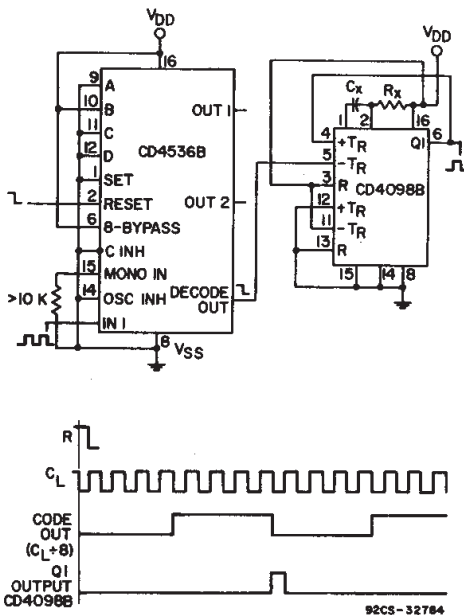 VDD
16
9 A
10 B
11 C
12 D
1 SET
2 RESET
6 8-BYPASS
C INH
15 MONO IN
14 OSC INH
IN I
>10 K
CD4536B
OUT 1
OUT 2
DECODE
OUT
8 VSS
VDD
CX RX
1 2 16
4 +TR
5 -TR
3 R
12 +TR
11 -TR
13 R
Q1 6
CD4098B
15 14 8
R
CL
CODE
OUT
(CL÷8)
Q1
OUTPUT
CD4098B
92CS-32784